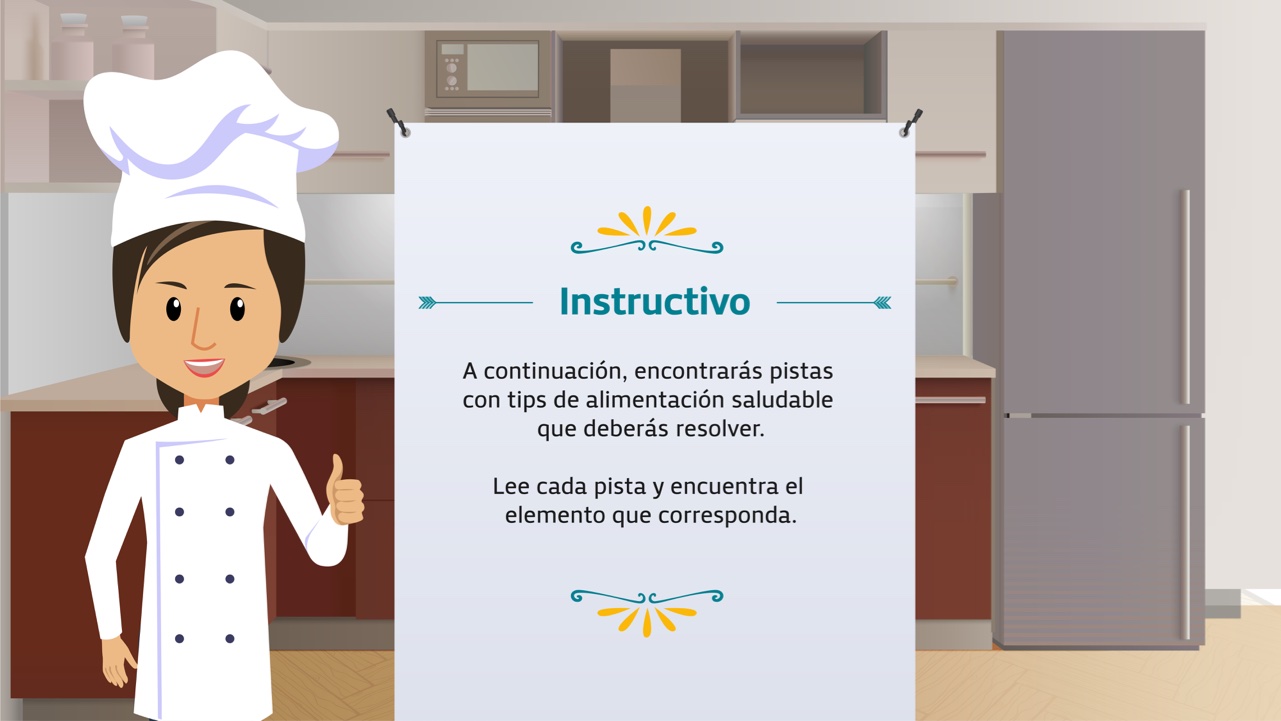 Instructivo
A continuación, encontrarás pistas
con tips de alimentación saludable
que deberás resolver.
Lee cada pista y encuentra el
elemento que corresponda.